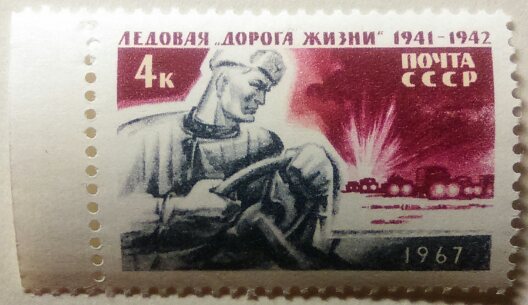 ЛЕДОВАЯ „ДОРОГА ЖИЗНИ" 1941-1942
4к
ПОЧТА
СССР
1967